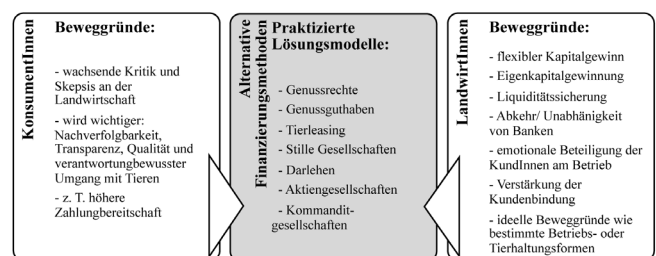 KonsumentInnen
Beweggründe:
- wachsende Kritik und
Skepsis an der
Landwirtschaft
- wird wichtiger:
Nachverfolgbarkeit,
Transparenz, Qualität und
verantwortungbewusster
Umgang mit Tieren
- z. T. höhere
Zahlungbereitschaft
Alternative
Finanzierungsmethoden
Praktizierte
Lösungsmodelle:
- Genussrechte
- Genussguthaben
- Tierleasing
- Stille Gesellschaften
- Darlehen
- Aktiengesellschaften
- Kommandit-
gesellschaften
LandwirtInnen
Beweggründe:
- flexibler Kapitalgewinn
- Eigenkapitalgewinnung
- Liquiditätssicherung
- Abkehr/ Unabhänigkeit
von Banken
- emotionale Beteiligung der
KundInnen am Betrieb
- Verstärkung der
Kundenbindung
- ideelle Beweggründe wie
bestimmte Betriebs- oder
Tierhaltungsformen